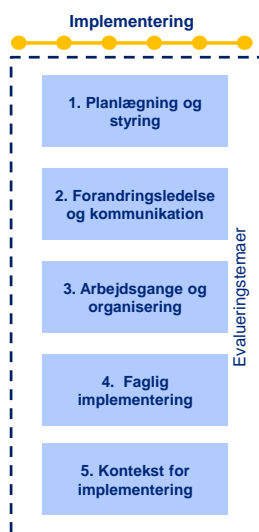 Implementering
1. Planlægning og
styring
2. Forandringsledelse
og kommunikation
3. Arbejdsgange og
organisering
4. Faglig
implementering
5. Kontekst for
implementering
Evalueringstemaer